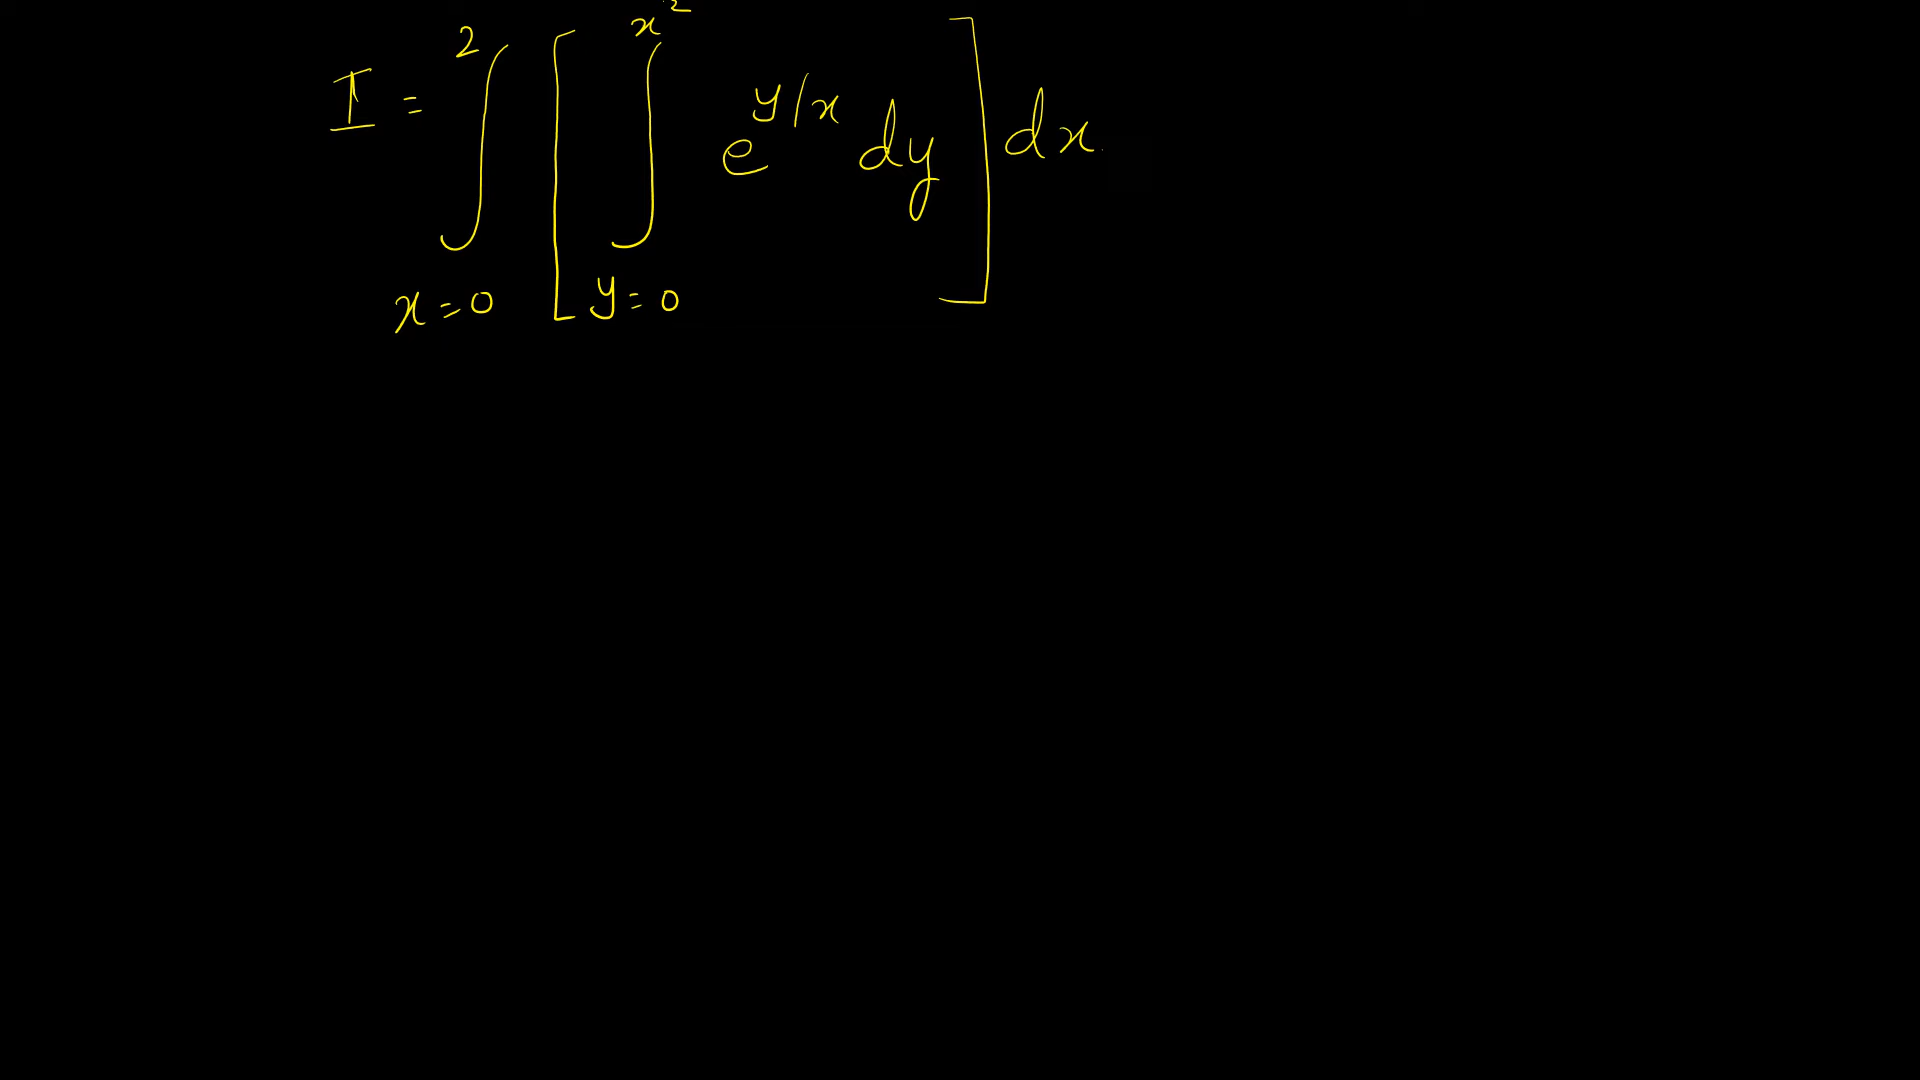 I = ∫_{x=0}^{2} [ ∫_{y=0}^{x^2} e^{y/x} dy ] dx.